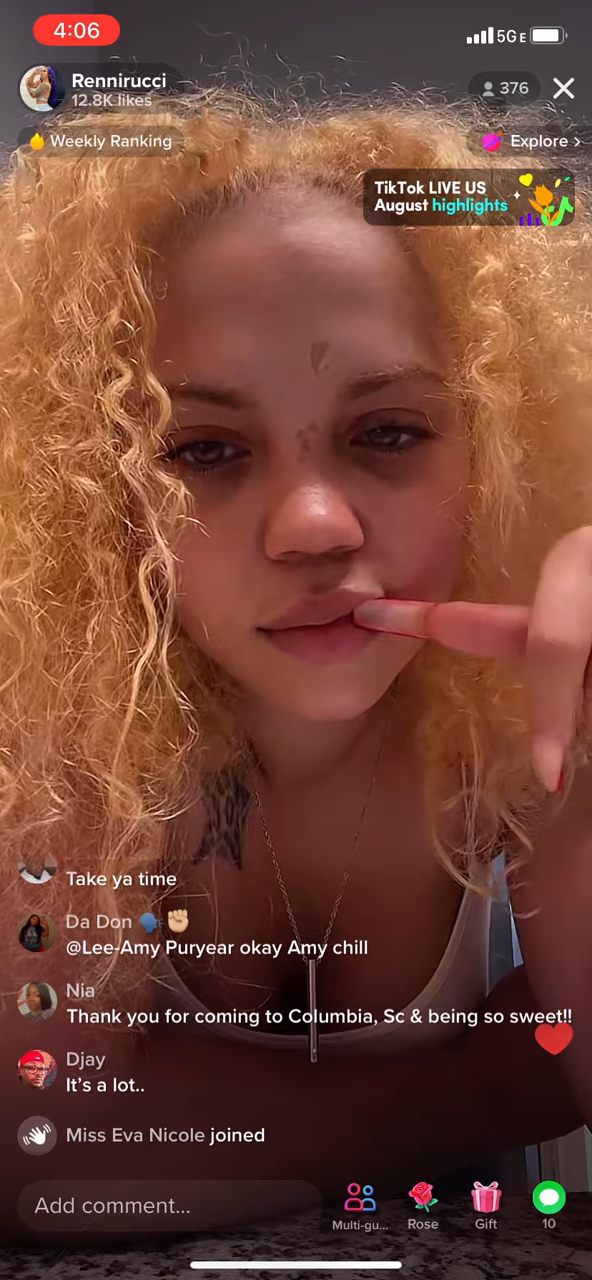 4:06
5G E
Rennirucci
12.8K likes
376
Weekly Ranking
Explore >
TikTok LIVE US
August highlights
Take ya time
Da Don 🗣️✊🏼
@Lee-Amy Puryear okay Amy chill
Nia
Thank you for coming to Columbia, Sc & being so sweet!!
Djay
It's a lot..
Miss Eva Nicole joined
Add comment...
Multi-gu...
Rose
Gift
10